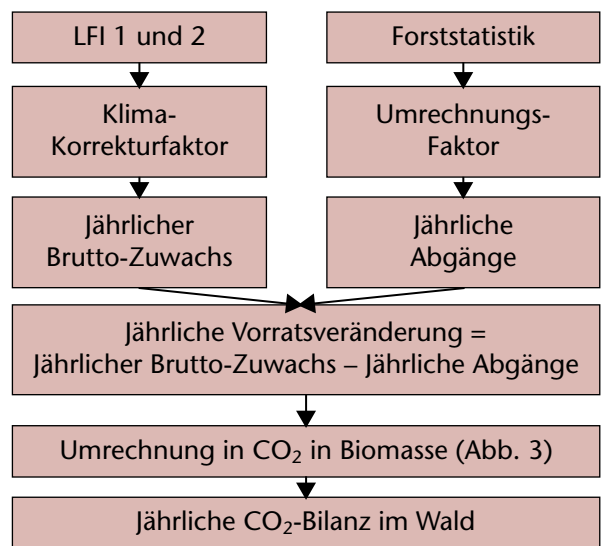 LFI 1 und 2
Forststatistik
Klima-
Korrekturfaktor
Umrechnungs-
Faktor
Jährlicher
Brutto-Zuwachs
Jährliche
Abgänge
Jährliche Vorratsveränderung =
Jährlicher Brutto-Zuwachs – Jährliche Abgänge
Umrechnung in CO₂ in Biomasse (Abb. 3)
Jährliche CO₂-Bilanz im Wald